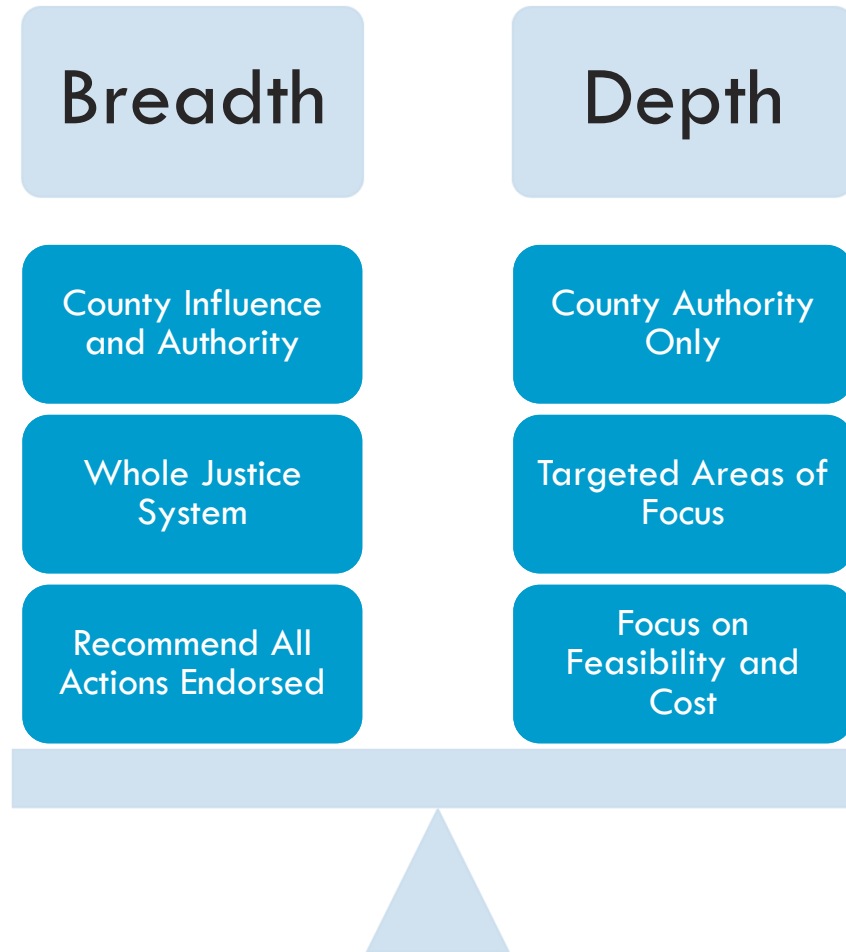 Breadth
Depth
County Influence
and Authority
County Authority
Only
Whole Justice
System
Targeted Areas of
Focus
Recommend All
Actions Endorsed
Focus on
Feasibility and
Cost